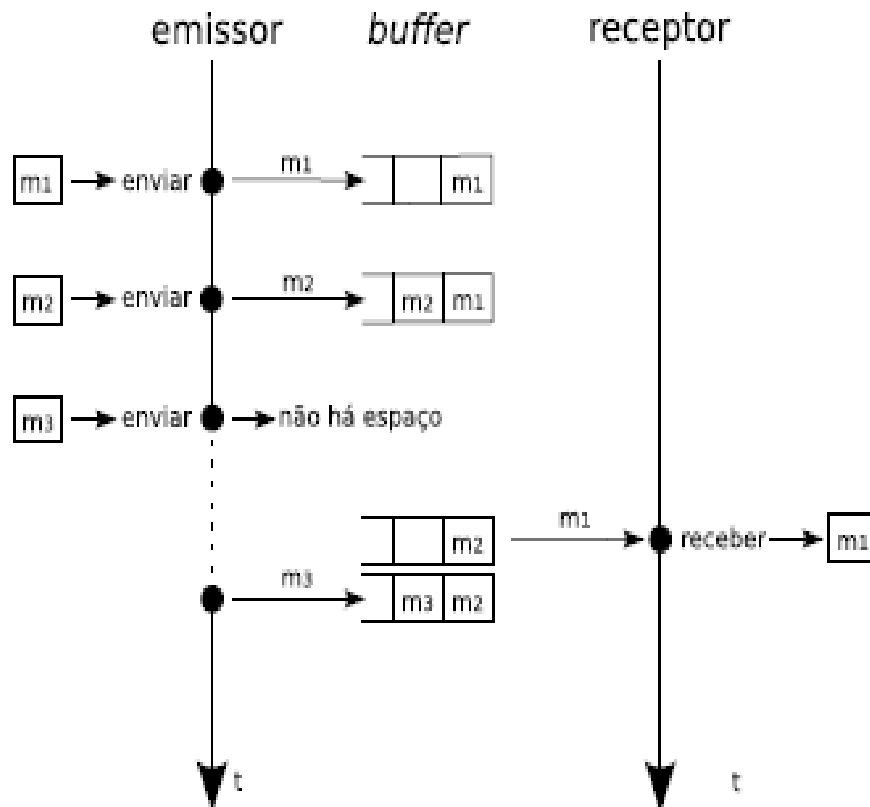 emissor buffer receptor
m1 enviar m1 m1
m2 enviar m2 m2 m1
m3 enviar não há espaço
m2 m1 receber m1
m3 m3 m2
t t